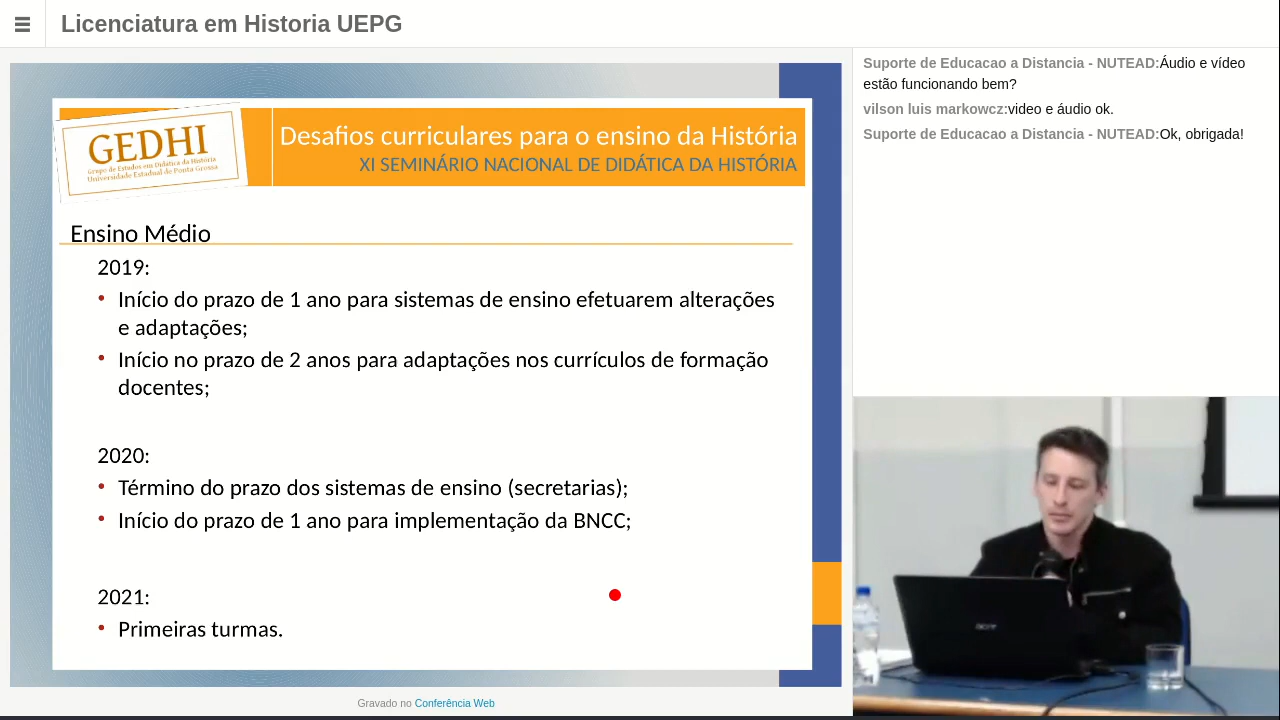 Licenciatura em Historia UEPG
GEDHI
Grupo de Estudos em Didática da História
Universidade Estadual de Ponta Grossa
Desafios curriculares para o ensino da História
XI SEMINÁRIO NACIONAL DE DIDÁTICA DA HISTÓRIA
Ensino Médio
2019:
• Início do prazo de 1 ano para sistemas de ensino efetuarem alterações
e adaptações;
• Início no prazo de 2 anos para adaptações nos currículos de formação
docentes;
2020:
• Término do prazo dos sistemas de ensino (secretarias);
• Início do prazo de 1 ano para implementação da BNCC;
2021:
• Primeiras turmas.
Gravado no Conferência Web
Suporte de Educacao a Distancia - NUTEAD:Áudio e vídeo
estão funcionando bem?
vilson luis markowcz:video e áudio ok.
Suporte de Educacao a Distancia - NUTEAD:Ok, obrigada!
acer